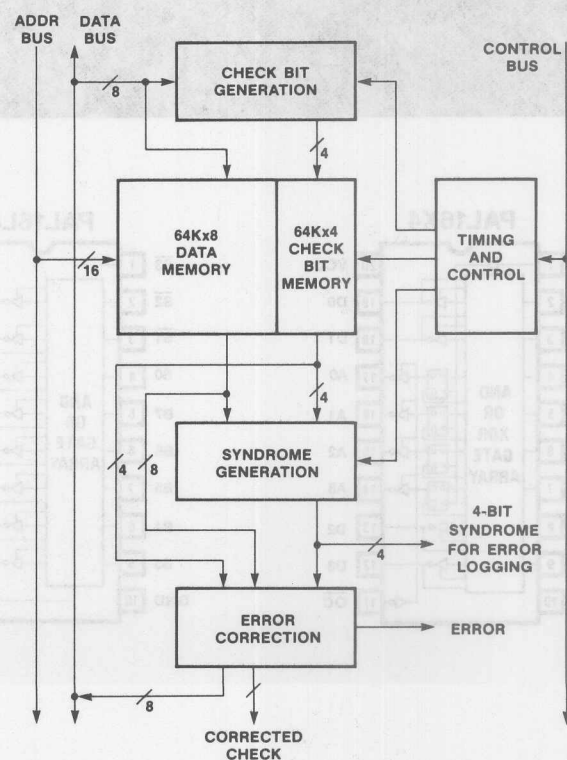 ADDR
BUS
DATA
BUS
CONTROL
BUS
CHECK BIT
GENERATION
8
4
64Kx8
DATA
MEMORY
64Kx4
CHECK
BIT
MEMORY
TIMING
AND
CONTROL
16
4
4
8
SYNDROME
GENERATION
4-BIT
SYNDROME
FOR ERROR
LOGGING
4
ERROR
CORRECTION
ERROR
8
CORRECTED
CHECK